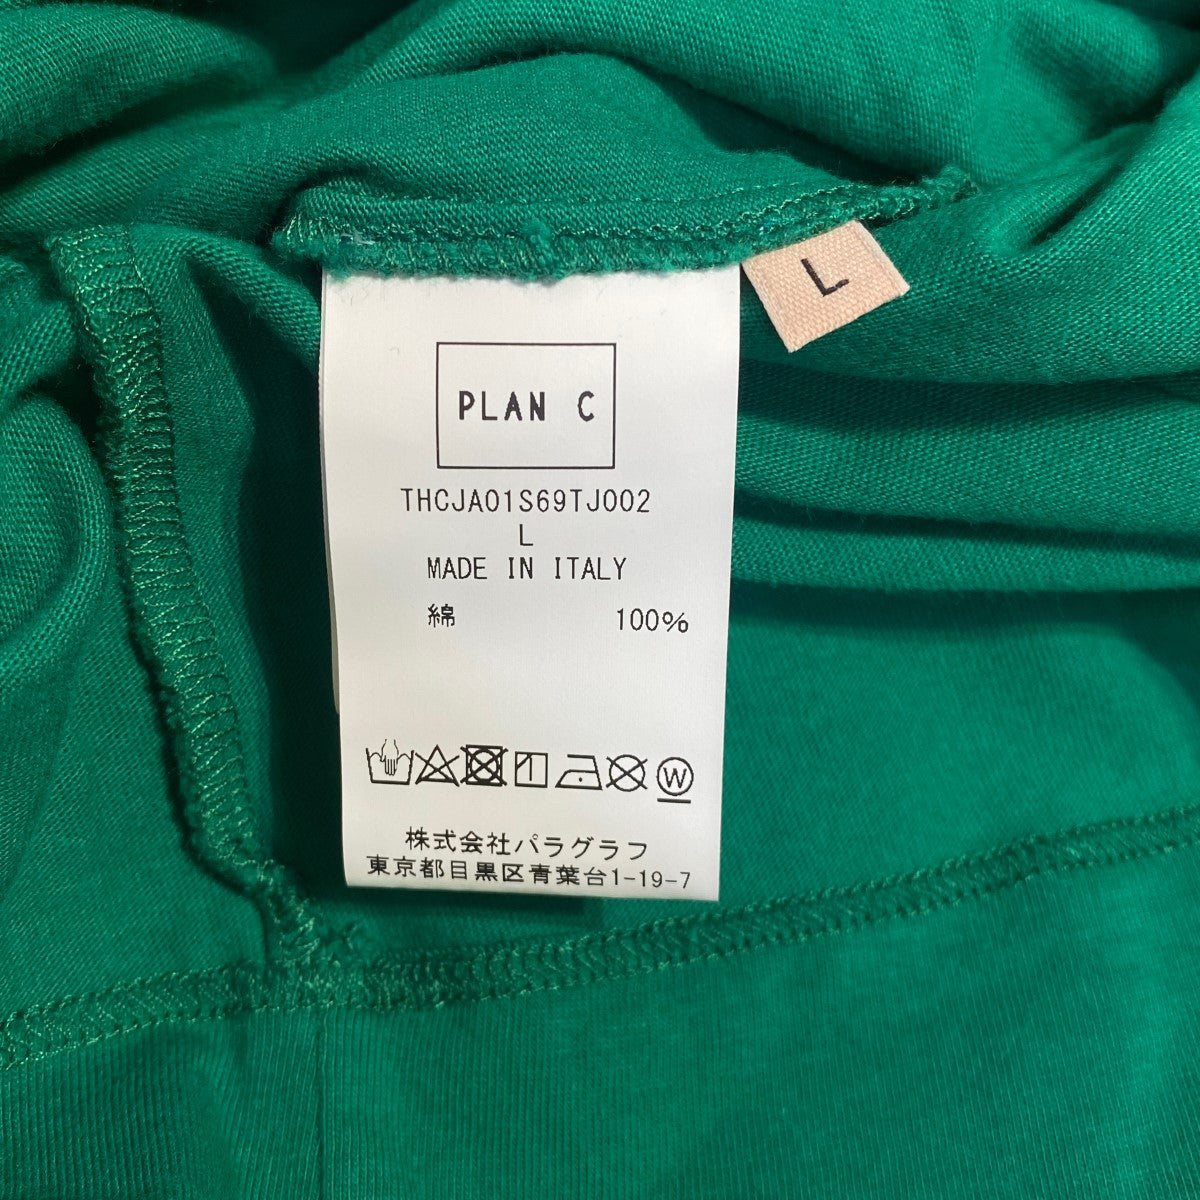 L
PLAN C
THCJA01S69TJ002
L
MADE IN ITALY
綿 100%
W
株式会社パラグラフ
東京都目黒区青葉台1-19-7